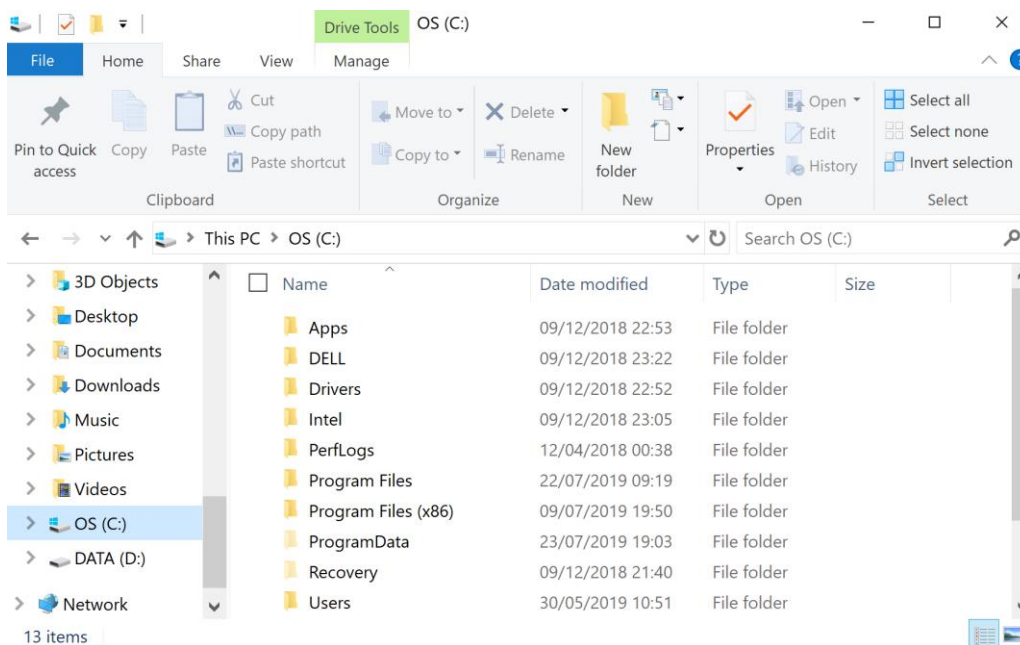 Drive Tools OS (C:)
File Home Share View Manage
Pin to Quick access
Copy
Paste
Cut
Copy path
Paste shortcut
Clipboard
Move to
Copy to
Delete
Rename
Organize
New folder
New
Properties
Open
Edit
History
Open
Select all
Select none
Invert selection
Select
This PC OS (C:) Search OS (C:)
3D Objects
Desktop
Documents
Downloads
Music
Pictures
Videos
OS (C:)
DATA (D:)
Network
Name Date modified Type Size
Apps 09/12/2018 22:53 File folder
DELL 09/12/2018 23:22 File folder
Drivers 09/12/2018 22:52 File folder
Intel 09/12/2018 23:05 File folder
PerfLogs 12/04/2018 00:38 File folder
Program Files 22/07/2019 09:19 File folder
Program Files (x86) 09/07/2019 19:50 File folder
ProgramData 23/07/2019 19:03 File folder
Recovery 09/12/2018 21:40 File folder
Users 30/05/2019 10:51 File folder
13 items